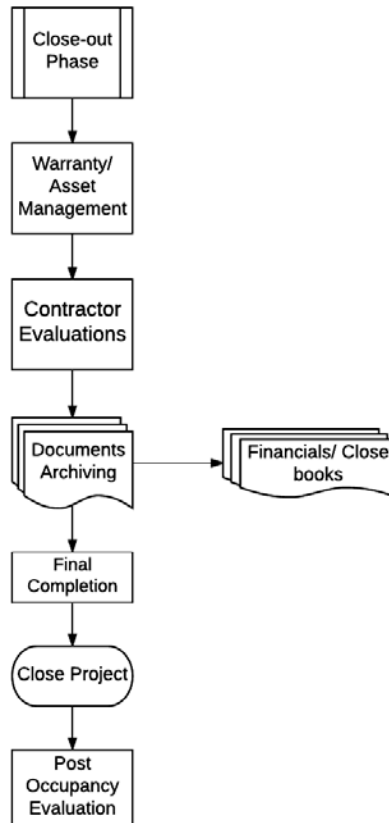 Close-out
Phase
Warranty/
Asset
Management
Contractor
Evaluations
Documents
Archiving
Financials/ Close
books
Final
Completion
Close Project
Post
Occupancy
Evaluation